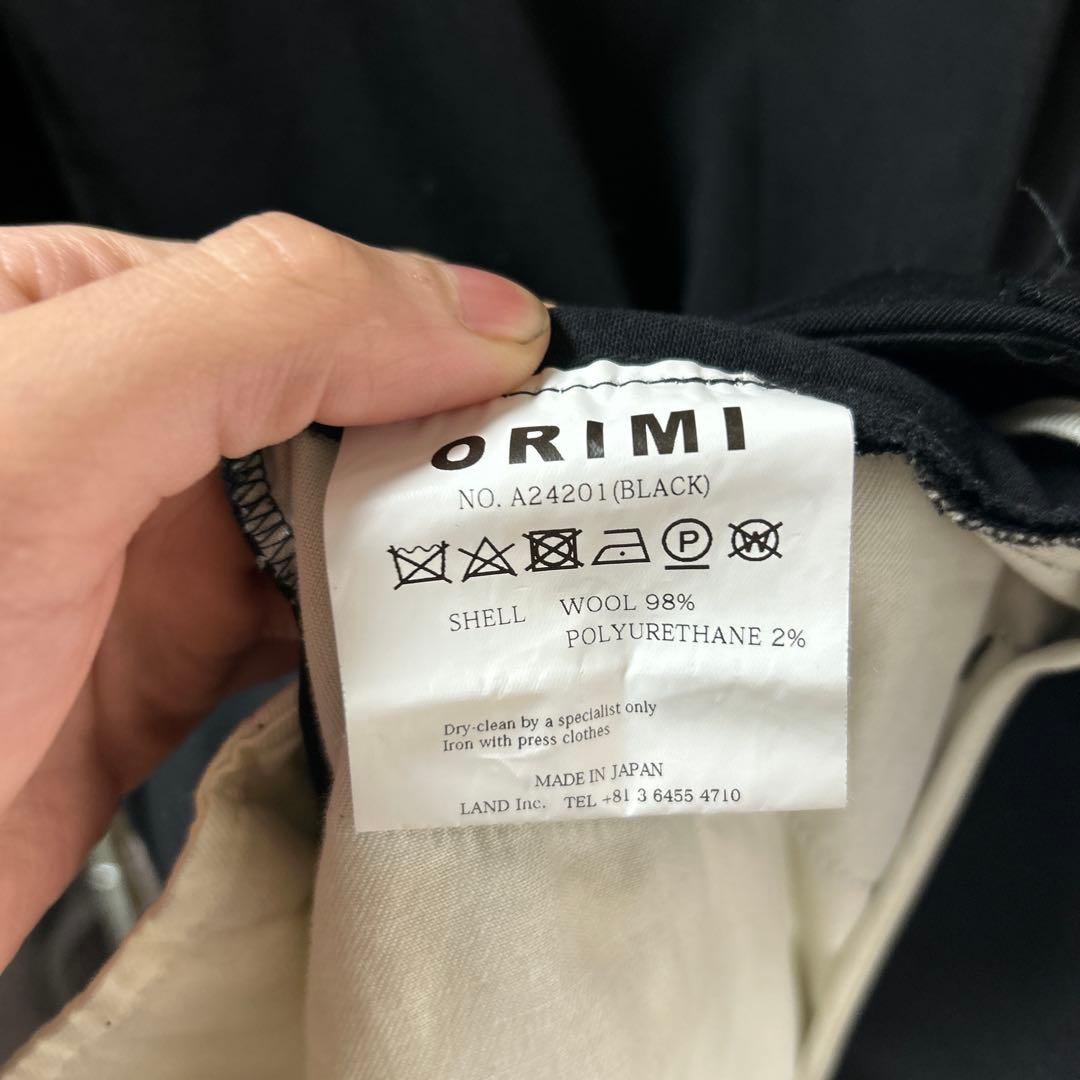 ORIMI
NO. A24201(BLACK)
P W
SHELL WOOL 98%
POLYURETHANE 2%
Dry-clean by a specialist only
Iron with press clothes
MADE IN JAPAN
LAND Inc. TEL +81 3 6455 4710